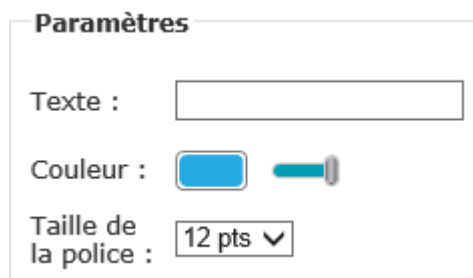 Paramètres
Texte :
Couleur :
Taille de
la police :
12 pts